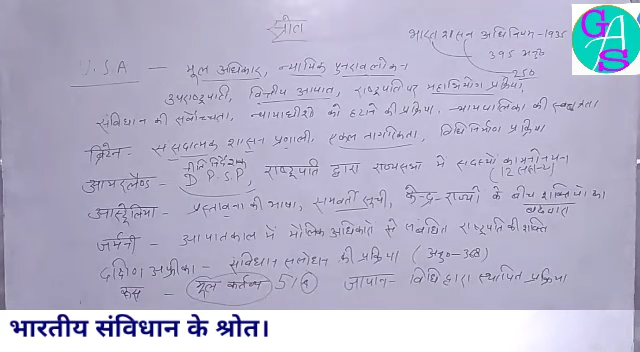 स्रोत
भारत शासन अधिनियम-1935
395 अनु०
250
U.S.A — मूल अधिकार, न्यायिक पुनरावलोकन
उपराष्ट्रपति, वित्तीय आपात, राष्ट्रपति पर महाभियोग प्रक्रिया,
संविधान की सर्वोच्चता, न्यायाधीशो को हटाने की प्रक्रिया, न्यायपालिका की स्वतंत्रता
ब्रिटेन- संसदात्मक शासन प्रणाली, एकल नागरिकता, विधि निर्माण प्रक्रिया
नीति निर्देशक
आयरलैण्ड - D.P.S.P, राष्ट्रपति द्वारा राज्यसभा में सदस्यो का मनोनयन
(12 सदस्य)
आस्ट्रेलिया- प्रस्तावना की भाषा, समवर्ती सूची, केन्द्र-राज्यो के बीच शक्तियो का
बटवारा
जर्मनी - आपातकाल में मौलिक अधिकारो से संबंधित राष्ट्रपति की शक्ति
दक्षिण अफ्रीका- संविधान संसोधन की प्रक्रिया (अनु०-368)
रूस - मूल कर्तव्य 51 जापान- विधि द्वारा स्थापित प्रक्रिया
GAS
भारतीय संविधान के श्रोत।